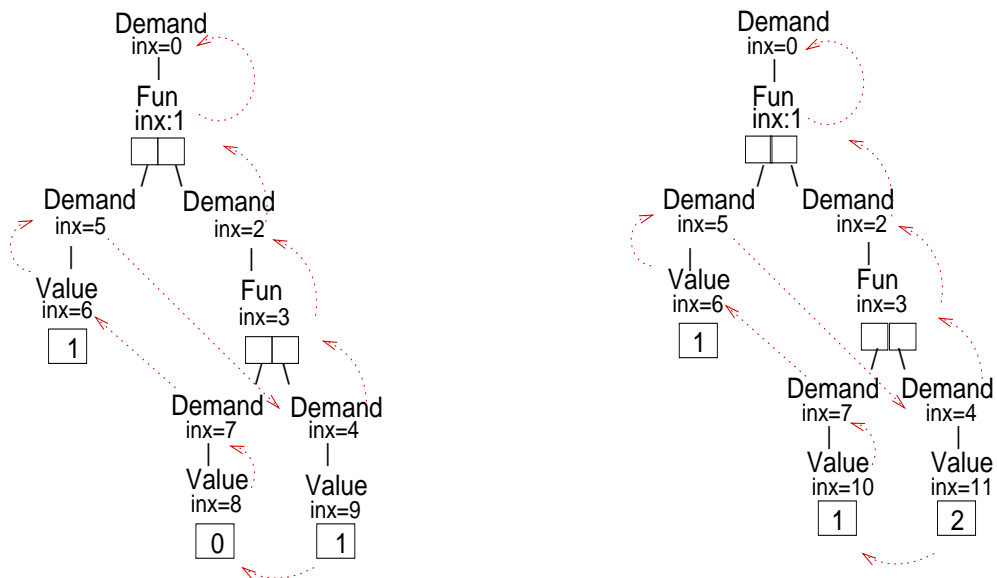 Demand
inx=0
Fun
inx:1
Demand
inx=5
Demand
inx=2
Value
inx=6
1
Fun
inx=3
Demand
inx=7
Demand
inx=4
Value
inx=8
0
Value
inx=9
1
Demand
inx=0
Fun
inx:1
Demand
inx=5
Demand
inx=2
Value
inx=6
1
Fun
inx=3
Demand
inx=7
Demand
inx=4
Value
inx=10
1
Value
inx=11
2